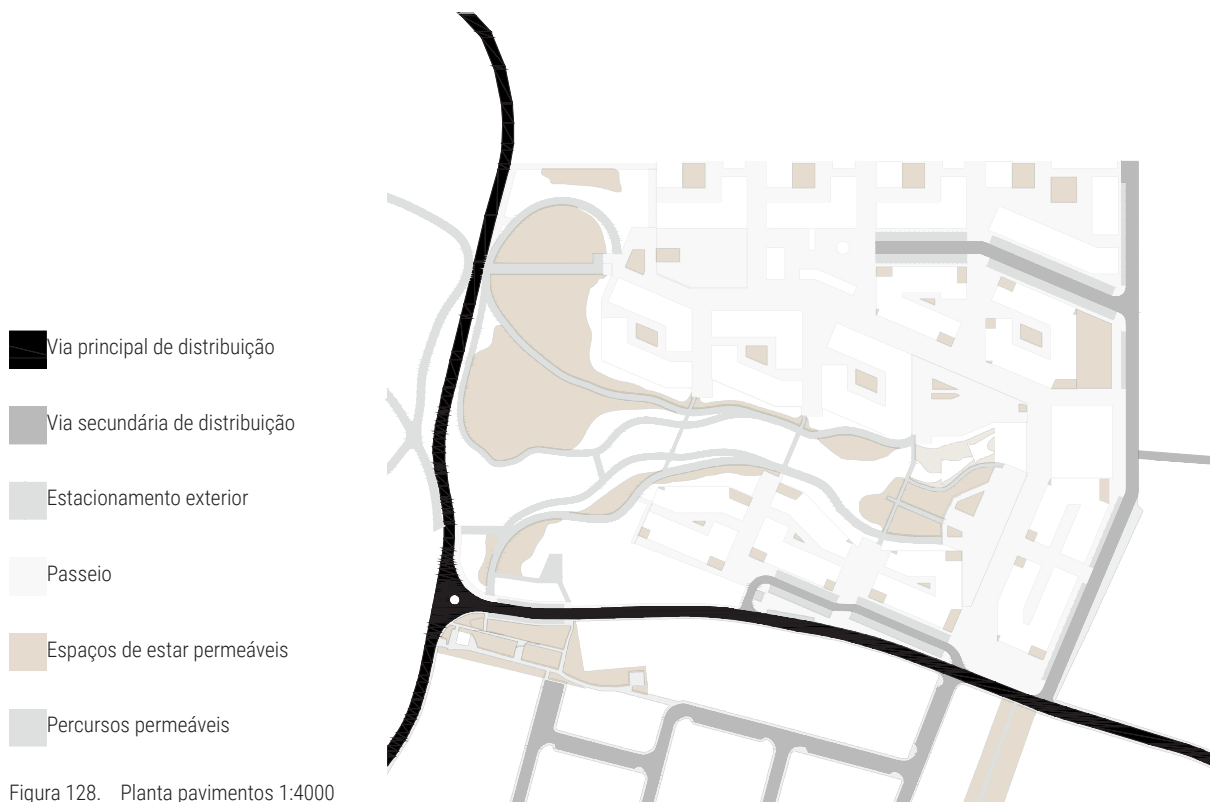 Via principal de distribuição
Via secundária de distribuição
Estacionamento exterior
Passeio
Espaços de estar permeáveis
Percursos permeáveis
Figura 128. Planta pavimentos 1:4000